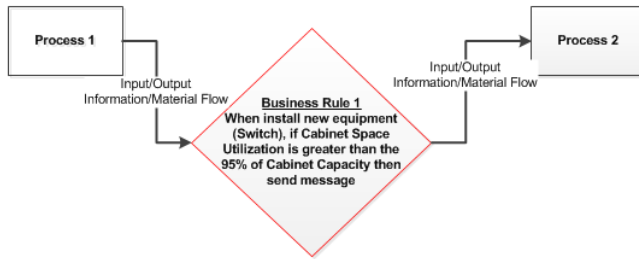 Process 1
Process 2
Input/Output
Information/Material Flow
Input/Output
Information/Material Flow
Business Rule 1
When install new equipment
(Switch), if Cabinet Space
Utilization is greater than the
95% of Cabinet Capacity then
send message